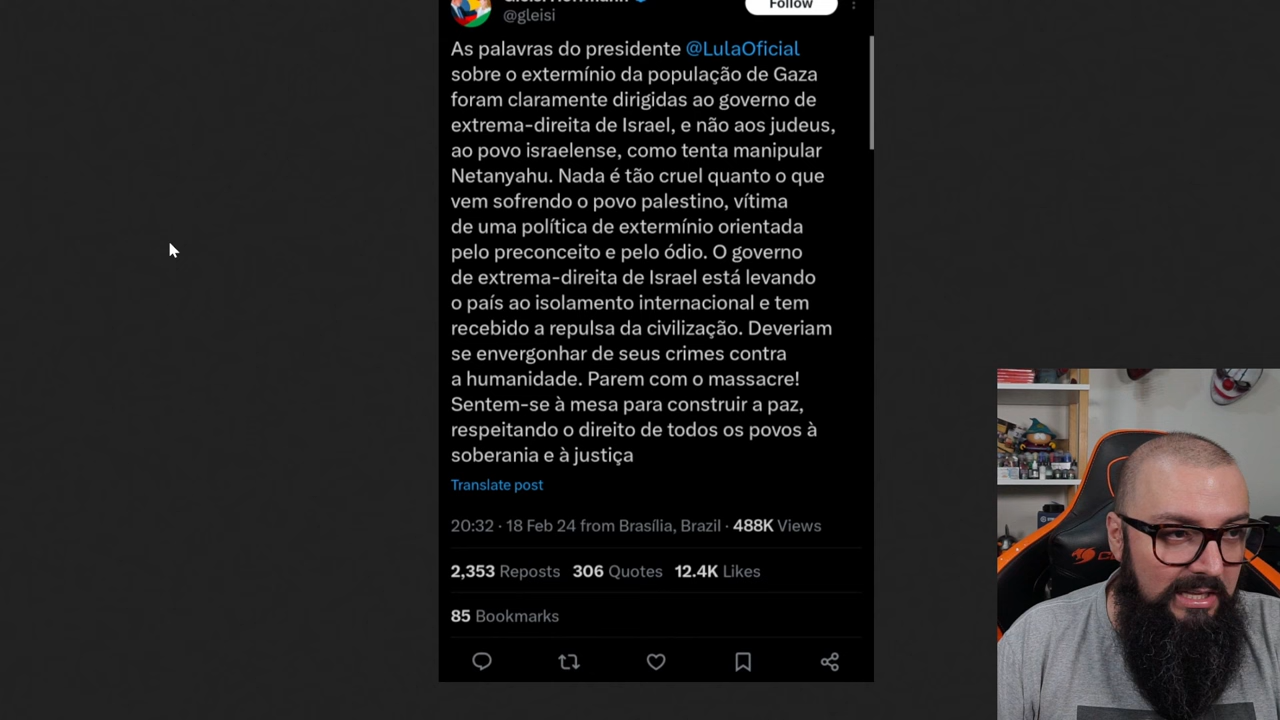 @gleisi
Follow
As palavras do presidente @LulaOficial
sobre o extermínio da população de Gaza
foram claramente dirigidas ao governo de
extrema-direita de Israel, e não aos judeus,
ao povo israelense, como tenta manipular
Netanyahu. Nada é tão cruel quanto o que
vem sofrendo o povo palestino, vítima
de uma política de extermínio orientada
pelo preconceito e pelo ódio. O governo
de extrema-direita de Israel está levando
o país ao isolamento internacional e tem
recebido a repulsa da civilização. Deveriam
se envergonhar de seus crimes contra
a humanidade. Parem com o massacre!
Sentem-se à mesa para construir a paz,
respeitando o direito de todos os povos à
soberania e à justiça
Translate post
20:32 · 18 Feb 24 from Brasília, Brazil · 488K Views
2,353 Reposts 306 Quotes 12.4K Likes
85 Bookmarks